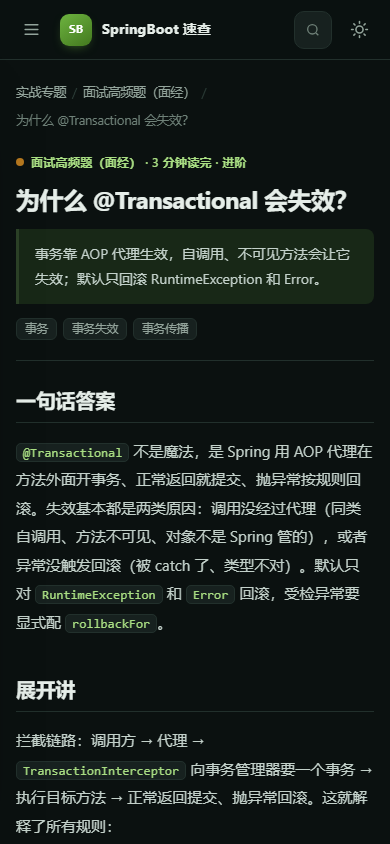 SB SpringBoot 速查
实战专题 / 面试高频题（面经） /
为什么 @Transactional 会失效？
面试高频题（面经） · 3 分钟读完 · 进阶
为什么 @Transactional 会失效？
事务靠 AOP 代理生效，自调用、不可见方法会让它
失效；默认只回滚 RuntimeException 和 Error。
事务 事务失效 事务传播
一句话答案
@Transactional 不是魔法，是 Spring 用 AOP 代理在
方法外面开事务、正常返回就提交、抛异常按规则回
滚。失效基本都是两类原因：调用没经过代理（同类
自调用、方法不可见、对象不是 Spring 管的），或者
异常没触发回滚（被 catch 了、类型不对）。默认只
对 RuntimeException 和 Error 回滚，受检异常要
显式配 rollbackFor。
展开讲
拦截链路：调用方 → 代理 →
TransactionInterceptor 向事务管理器要一个事务 →
执行目标方法 → 正常返回提交、抛异常回滚。这就解
释了所有规则：